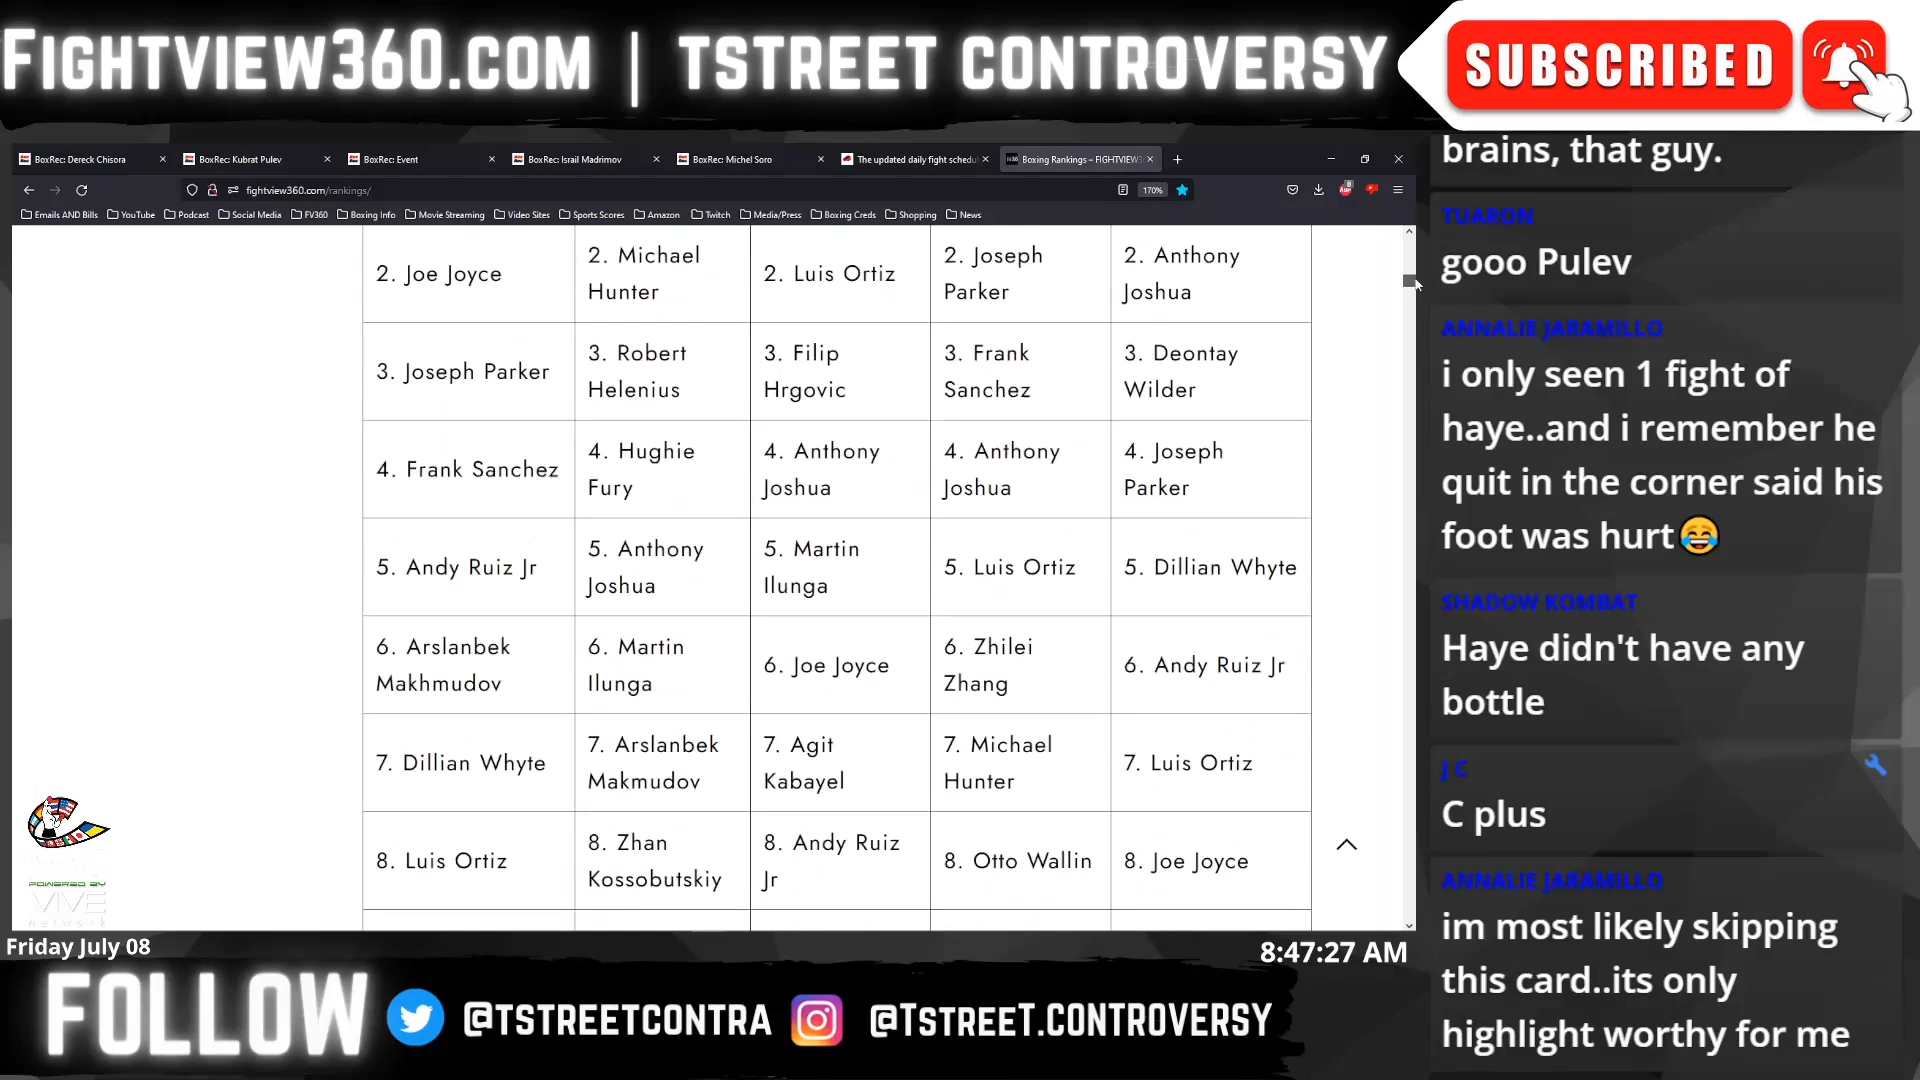 FIGHTVIEW360.COM | TSTREET CONTROVERSY
SUBSCRIBED
BoxRec: Dereck Chisora
BoxRec: Kubrat Pulev
BoxRec: Event
BoxRec: Israil Madrimov
BoxRec: Michel Soro
The updated daily fight schedu
Boxing Rankings – FIGHTVIEW3
fightview360.com/rankings/
170%
Emails AND Bills
YouTube
Podcast
Social Media
FV360
Boxing Info
Movie Streaming
Video Sites
Sports Scores
Amazon
Twitch
Media/Press
Boxing Creds
Shopping
News
2. Joe Joyce
2. Michael
Hunter
2. Luis Ortiz
2. Joseph
Parker
2. Anthony
Joshua
3. Joseph Parker
3. Robert
Helenius
3. Filip
Hrgovic
3. Frank
Sanchez
3. Deontay
Wilder
4. Frank Sanchez
4. Hughie
Fury
4. Anthony
Joshua
4. Anthony
Joshua
4. Joseph
Parker
5. Andy Ruiz Jr
5. Anthony
Joshua
5. Martin
Ilunga
5. Luis Ortiz
5. Dillian Whyte
6. Arslanbek
Makhmudov
6. Martin
Ilunga
6. Joe Joyce
6. Zhilei
Zhang
6. Andy Ruiz Jr
7. Dillian Whyte
7. Arslanbek
Makmudov
7. Agit
Kabayel
7. Michael
Hunter
7. Luis Ortiz
8. Luis Ortiz
8. Zhan
Kossobutskiy
8. Andy Ruiz
Jr
8. Otto Wallin
8. Joe Joyce
POWERED BY
VIVE
network
brains, that guy.
TUARON
gooo Pulev
ANNALIE JARAMILLO
i only seen 1 fight of
haye..and i remember he
quit in the corner said his
foot was hurt😂
SHADOW KOMBAT
Haye didn't have any
bottle
J C
C plus
ANNALIE JARAMILLO
im most likely skipping
this card..its only
highlight worthy for me
Friday July 08
8:47:27 AM
FOLLOW
@TSTREETCONTRA
@TSTREET.CONTROVERSY